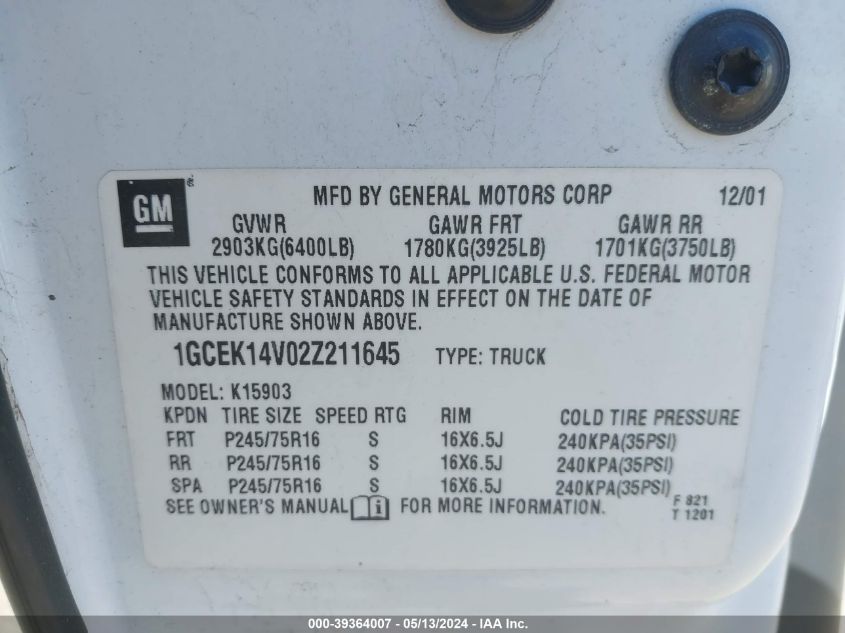 GM
MFD BY GENERAL MOTORS CORP 12/01
GVWR GAWR FRT GAWR RR
2903KG(6400LB) 1780KG(3925LB) 1701KG(3750LB)
THIS VEHICLE CONFORMS TO ALL APPLICABLE U.S. FEDERAL MOTOR
VEHICLE SAFETY STANDARDS IN EFFECT ON THE DATE OF
MANUFACTURE SHOWN ABOVE.
1GCEK14V02Z211645 TYPE: TRUCK
MODEL: K15903
KPDN TIRE SIZE SPEED RTG RIM COLD TIRE PRESSURE
FRT P245/75R16 S 16X6.5J 240KPA(35PSI)
RR P245/75R16 S 16X6.5J 240KPA(35PSI)
SPA P245/75R16 S 16X6.5J 240KPA(35PSI)
SEE OWNER'S MANUAL i FOR MORE INFORMATION.
F 821
T 1201
000-39364007 - 05/13/2024 - IAA Inc.